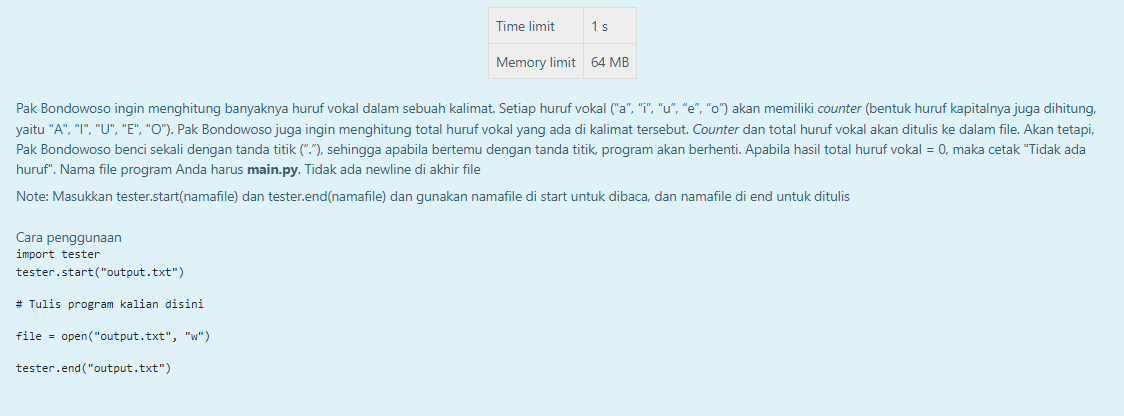 Time limit 1 s
Memory limit 64 MB
Pak Bondowoso ingin menghitung banyaknya huruf vokal dalam sebuah kalimat. Setiap huruf vokal ("a", "i", "u", "e", "o") akan memiliki counter (bentuk huruf kapitalnya juga dihitung,
yaitu "A", "I", "U", "E", "O"). Pak Bondowoso juga ingin menghitung total huruf vokal yang ada di kalimat tersebut. Counter dan total huruf vokal akan ditulis ke dalam file. Akan tetapi,
Pak Bondowoso benci sekali dengan tanda titik ("."), sehingga apabila bertemu dengan tanda titik, program akan berhenti. Apabila hasil total huruf vokal = 0, maka cetak "Tidak ada
huruf". Nama file program Anda harus main.py. Tidak ada newline di akhir file
Note: Masukkan tester.start(namafile) dan tester.end(namafile) dan gunakan namafile di start untuk dibaca, dan namafile di end untuk ditulis
Cara penggunaan
import tester
tester.start("output.txt")
# Tulis program kalian disini
file = open("output.txt", "w")
tester.end("output.txt")